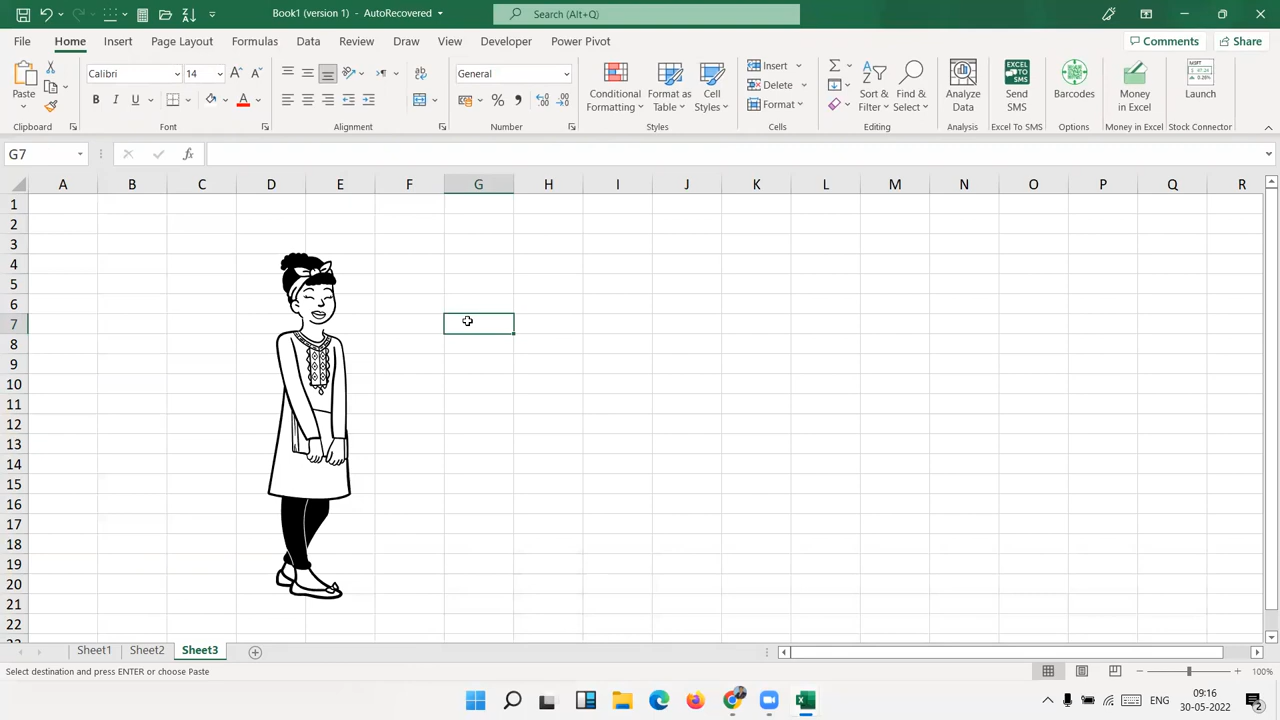 Book1 (version 1) - AutoRecovered
Search (Alt+Q)
File Home Insert Page Layout Formulas Data Review View Draw Developer Power Pivot Comments Share
Paste
Calibri 14
B I U A
General
% ,
Conditional Formatting
Format as Table
Cell Styles
Insert
Delete
Format
Sort & Filter
Find & Select
Analyze Data
EXCEL TO SMS
Send SMS
Barcodes
Money in Excel
Launch
Clipboard Font Alignment Number Styles Cells Editing Analysis Excel To SMS Options Money in Excel Stock Connector
G7 fx
A B C D E F G H I J K L M N O P Q R
1
2
3
4
5
6
7
8
9
10
11
12
13
14
15
16
17
18
19
20
21
22
Sheet1 Sheet2 Sheet3
Select destination and press ENTER or choose Paste 100%
ENG 09:16
30-05-2022 2